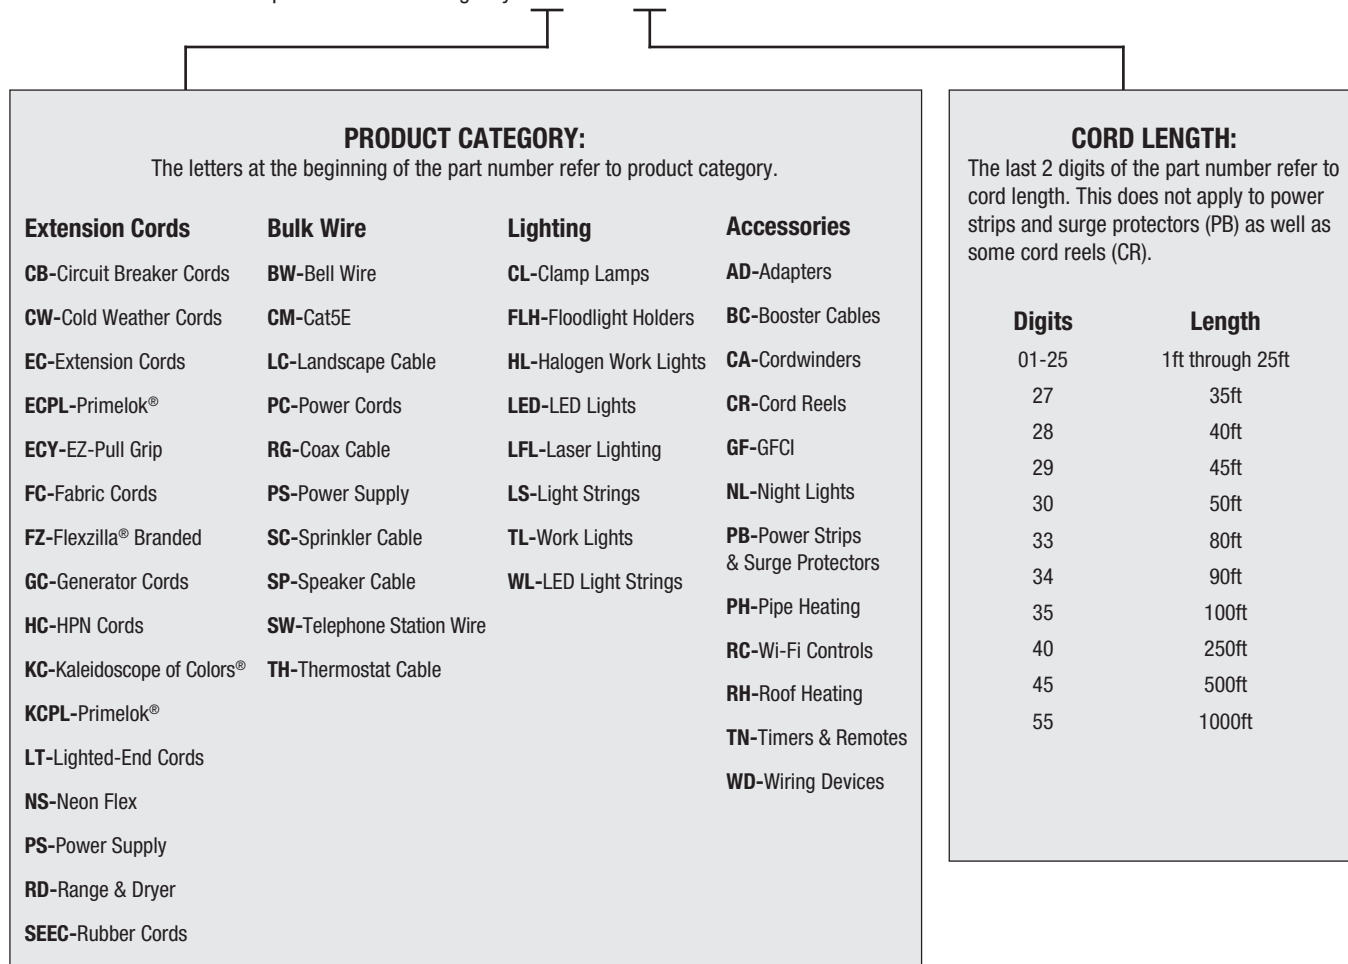 PRODUCT CATEGORY:
The letters at the beginning of the part number refer to product category.
Extension Cords
CB-Circuit Breaker Cords
CW-Cold Weather Cords
EC-Extension Cords
ECPL-Primelok®
ECY-EZ-Pull Grip
FC-Fabric Cords
FZ-Flexzilla® Branded
GC-Generator Cords
HC-HPN Cords
KC-Kaleidoscope of Colors®
KCPL-Primelok®
LT-Lighted-End Cords
NS-Neon Flex
PS-Power Supply
RD-Range & Dryer
SEEC-Rubber Cords
Bulk Wire
BW-Bell Wire
CM-Cat5E
LC-Landscape Cable
PC-Power Cords
RG-Coax Cable
PS-Power Supply
SC-Sprinkler Cable
SP-Speaker Cable
SW-Telephone Station Wire
TH-Thermostat Cable
Lighting
CL-Clamp Lamps
FLH-Floodlight Holders
HL-Halogen Work Lights
LED-LED Lights
LFL-Laser Lighting
LS-Light Strings
TL-Work Lights
WL-LED Light Strings
Accessories
AD-Adapters
BC-Booster Cables
CA-Cordwinders
CR-Cord Reels
GF-GFCI
NL-Night Lights
PB-Power Strips
& Surge Protectors
PH-Pipe Heating
RC-Wi-Fi Controls
RH-Roof Heating
TN-Timers & Remotes
WD-Wiring Devices
CORD LENGTH:
The last 2 digits of the part number refer to
cord length. This does not apply to power
strips and surge protectors (PB) as well as
some cord reels (CR).
Digits Length
01-25 1ft through 25ft
27 35ft
28 40ft
29 45ft
30 50ft
33 80ft
34 90ft
35 100ft
40 250ft
45 500ft
55 1000ft